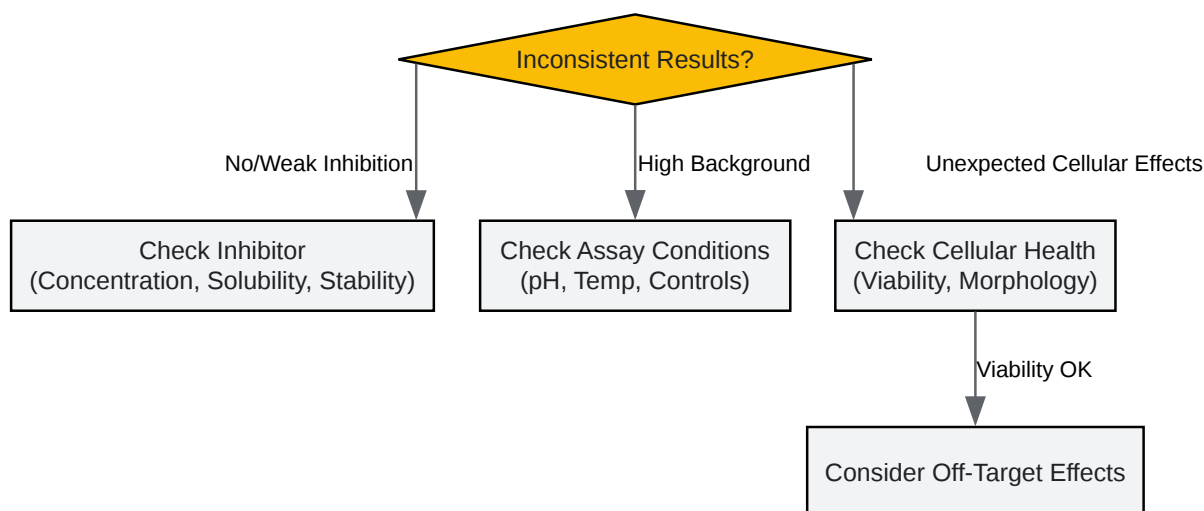 Inconsistent Results?
No/Weak Inhibition
High Background
Unexpected Cellular Effects
Check Inhibitor
(Concentration, Solubility, Stability)
Check Assay Conditions
(pH, Temp, Controls)
Check Cellular Health
(Viability, Morphology)
Viability OK
Consider Off-Target Effects